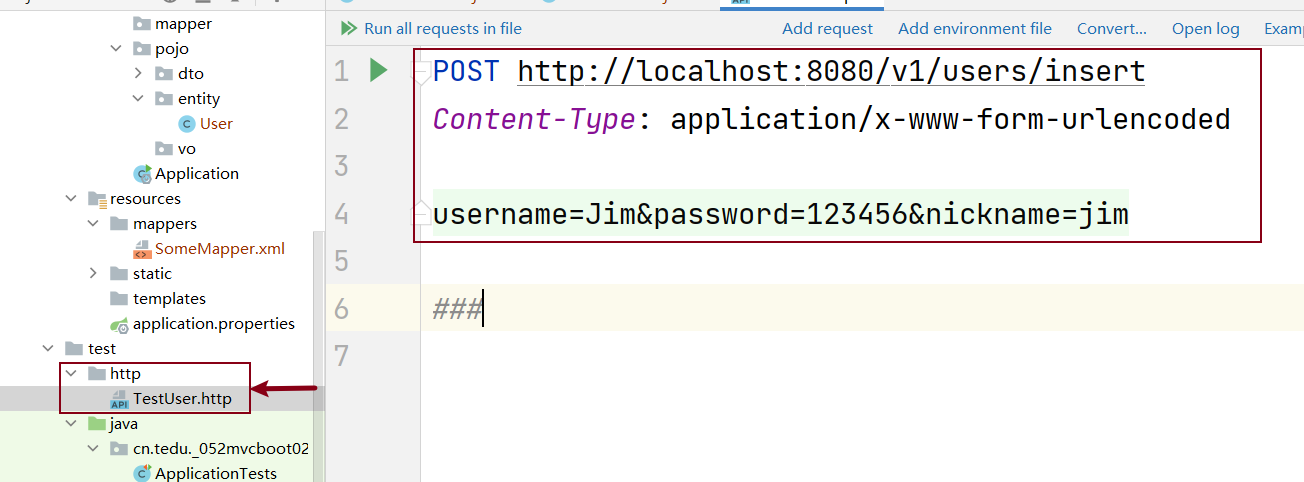 mapper
pojo
dto
entity
User
vo
Application
resources
mappers
SomeMapper.xml
static
templates
application.properties
test
http
TestUser.http
java
cn.tedu._052mvcboot02
ApplicationTests
Run all requests in file
Add request
Add environment file
Convert...
Open log
Exam
1 POST http://localhost:8080/v1/users/insert
2 Content-Type: application/x-www-form-urlencoded
3
4 username=Jim&password=123456&nickname=jim
5
6 ###
7